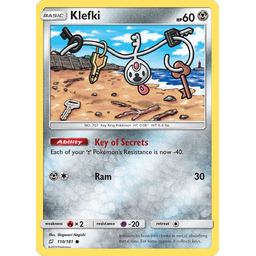 BASIC Klefki HP60
NO. 707 Key Ring Pokémon HT: 0'08" WT: 6.6 lbs.
Ability Key of Secrets
Each of your Pokémon's Resistance is now -40.
Ram 30
weakness ×2 resistance -20 retreat
Illus. Shigenori Negishi
110/181